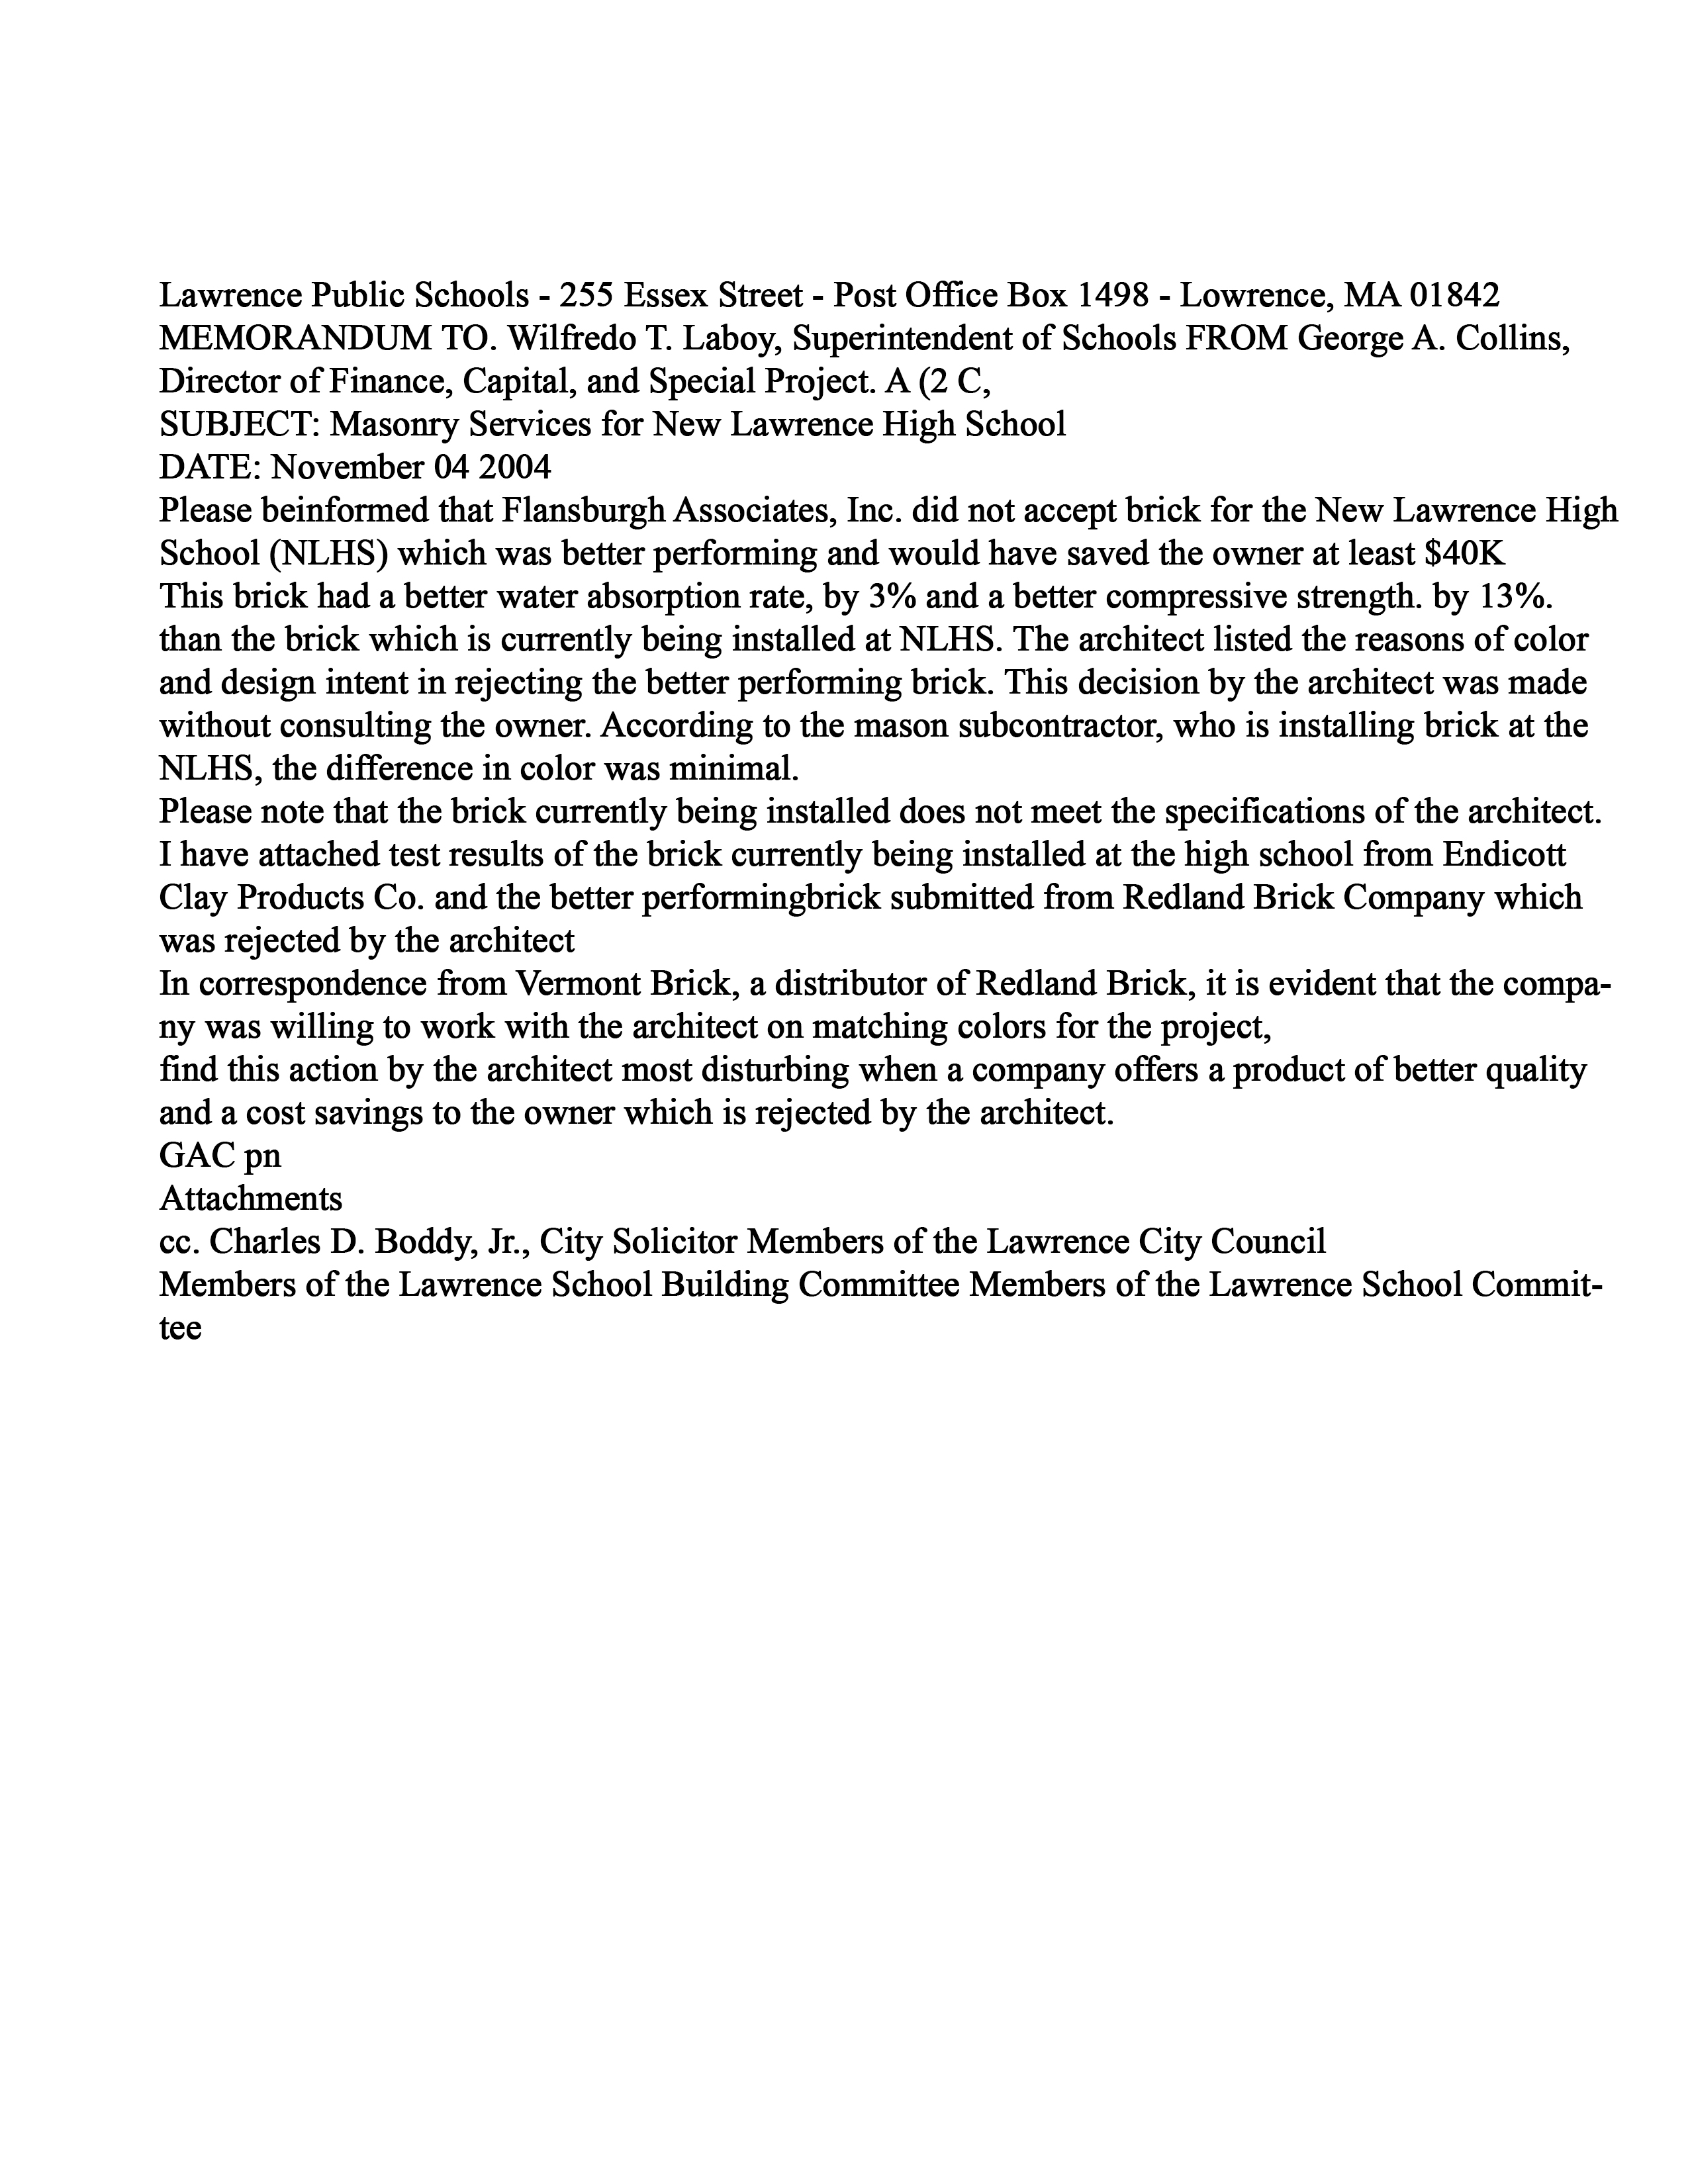 Lawrence Public Schools - 255 Essex Street - Post Office Box 1498 - Lowrence, MA 01842
MEMORANDUM TO. Wilfredo T. Laboy, Superintendent of Schools FROM George A. Collins,
Director of Finance, Capital, and Special Project. A (2 C,
SUBJECT: Masonry Services for New Lawrence High School
DATE: November 04 2004
Please beinformed that Flansburgh Associates, Inc. did not accept brick for the New Lawrence High
School (NLHS) which was better performing and would have saved the owner at least $40K
This brick had a better water absorption rate, by 3% and a better compressive strength. by 13%.
than the brick which is currently being installed at NLHS. The architect listed the reasons of color
and design intent in rejecting the better performing brick. This decision by the architect was made
without consulting the owner. According to the mason subcontractor, who is installing brick at the
NLHS, the difference in color was minimal.
Please note that the brick currently being installed does not meet the specifications of the architect.
I have attached test results of the brick currently being installed at the high school from Endicott
Clay Products Co. and the better performingbrick submitted from Redland Brick Company which
was rejected by the architect
In correspondence from Vermont Brick, a distributor of Redland Brick, it is evident that the compa-
ny was willing to work with the architect on matching colors for the project,
find this action by the architect most disturbing when a company offers a product of better quality
and a cost savings to the owner which is rejected by the architect.
GAC pn
Attachments
cc. Charles D. Boddy, Jr., City Solicitor Members of the Lawrence City Council
Members of the Lawrence School Building Committee Members of the Lawrence School Commit-
tee